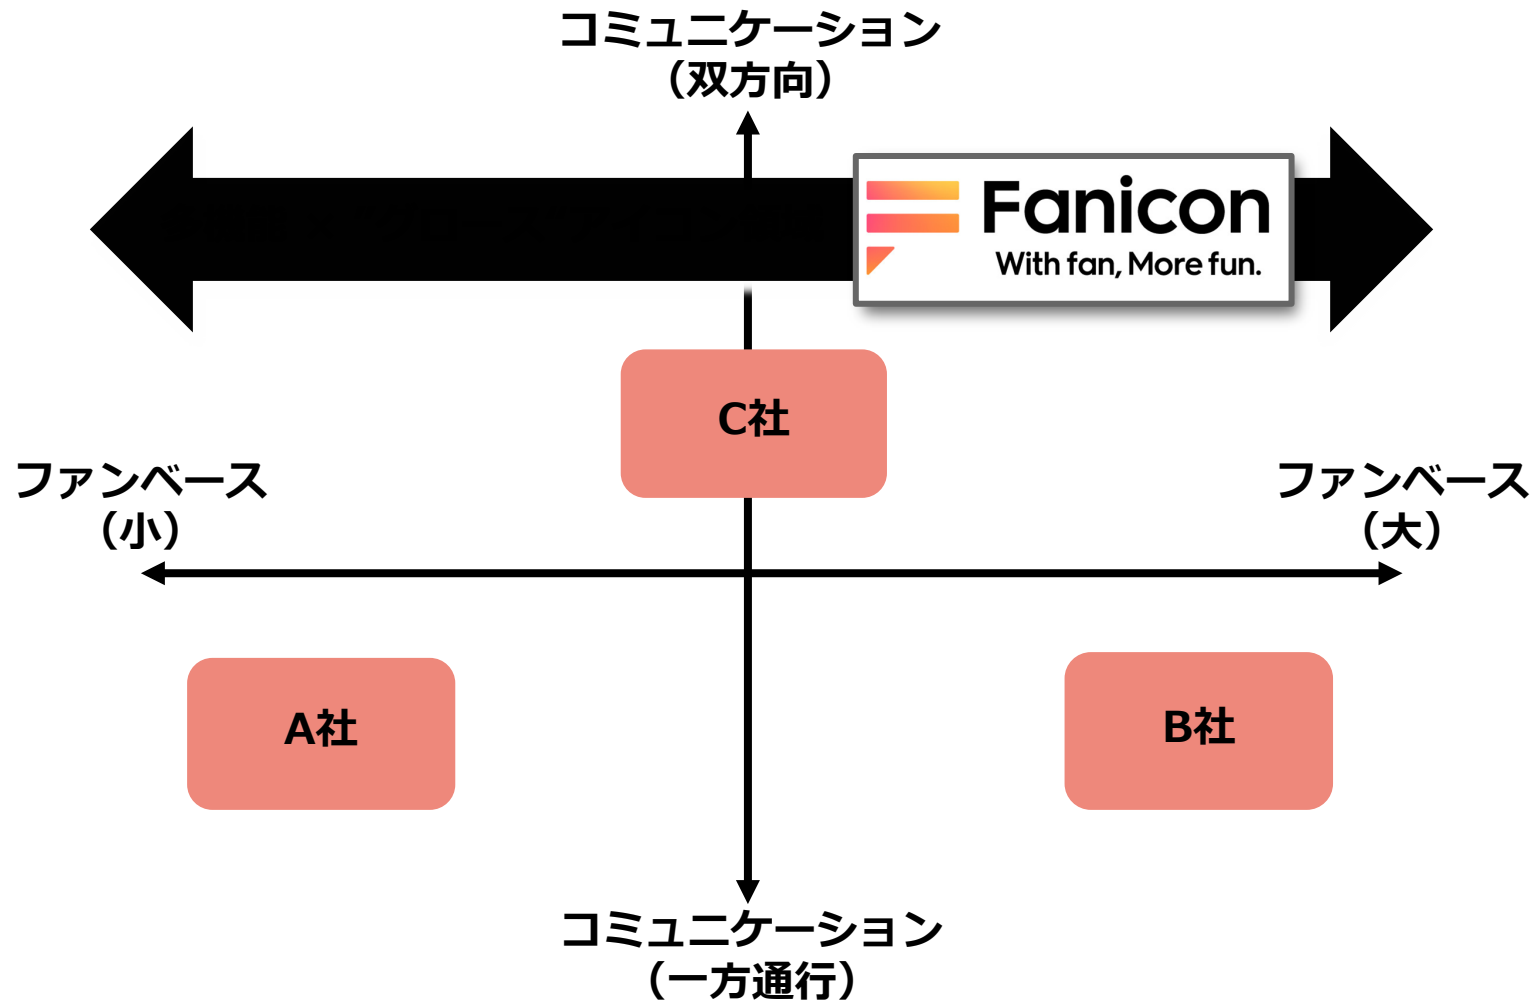 コミュニケーション
（双方向）
Fanicon
With fan, More fun.
C社
ファンベース
（小）
ファンベース
（大）
A社
B社
コミュニケーション
（一方通行）